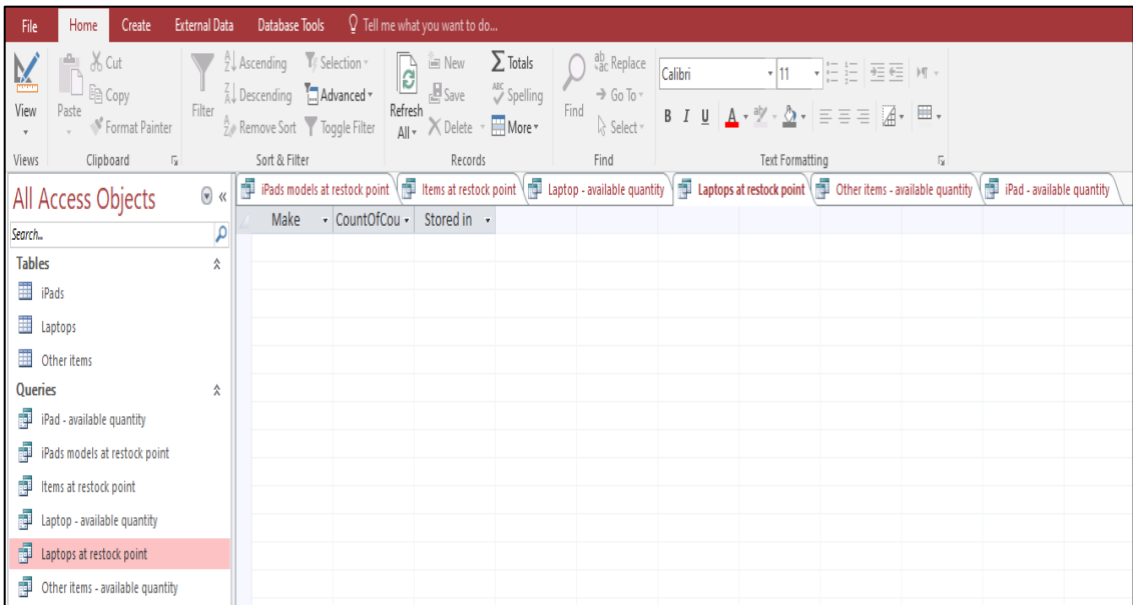 File Home Create External Data Database Tools Tell me what you want to do...
View
Paste
Cut
Copy
Format Painter
Filter
Ascending
Descending
Remove Sort
Selection
Advanced
Toggle Filter
Refresh All
New
Save
Delete
Totals
Spelling
More
Find
Replace
Go To
Select
Calibri 11
B I U A
Views Clipboard Sort & Filter Records Find Text Formatting
All Access Objects
Search...
Tables
iPads
Laptops
Other items
Queries
iPad - available quantity
iPads models at restock point
Items at restock point
Laptop - available quantity
Laptops at restock point
Other items - available quantity
iPads models at restock point Items at restock point Laptop - available quantity Laptops at restock point Other items - available quantity iPad - available quantity
Make CountOfCou Stored in